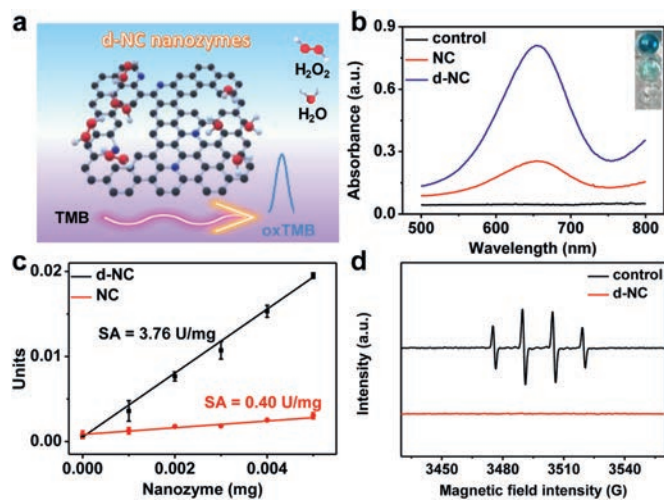 a
d-NC nanozymes
H2O2
H2O
TMB
oxTMB
b
control
NC
d-NC
Absorbance (a.u.)
0.9
0.6
0.3
0.0
500 600 700 800
Wavelength (nm)
c
d-NC
NC
SA = 3.76 U/mg
SA = 0.40 U/mg
Units
0.02
0.01
0.00
0.000 0.002 0.004
Nanozyme (mg)
d
control
d-NC
Intensity (a.u.)
3450 3480 3510 3540
Magnetic field intensity (G)